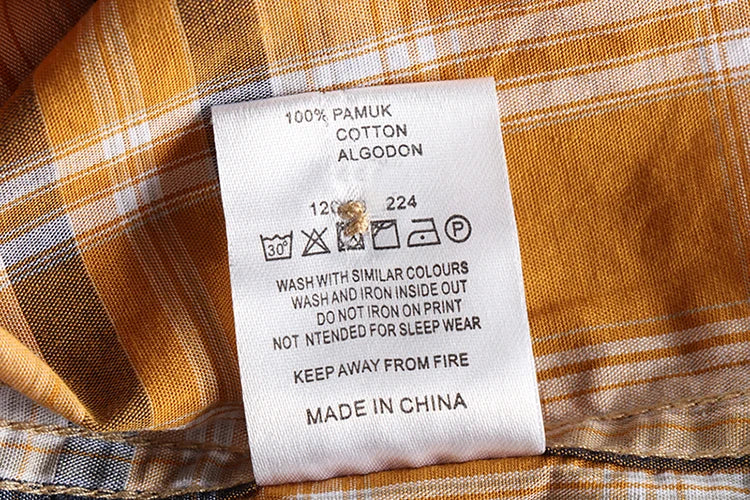 100% PAMUK
COTTON
ALGODON
224
30°
P
WASH WITH SIMILAR COLOURS
WASH AND IRON INSIDE OUT
DO NOT IRON ON PRINT
NOT NTENDED FOR SLEEP WEAR
KEEP AWAY FROM FIRE
MADE IN CHINA